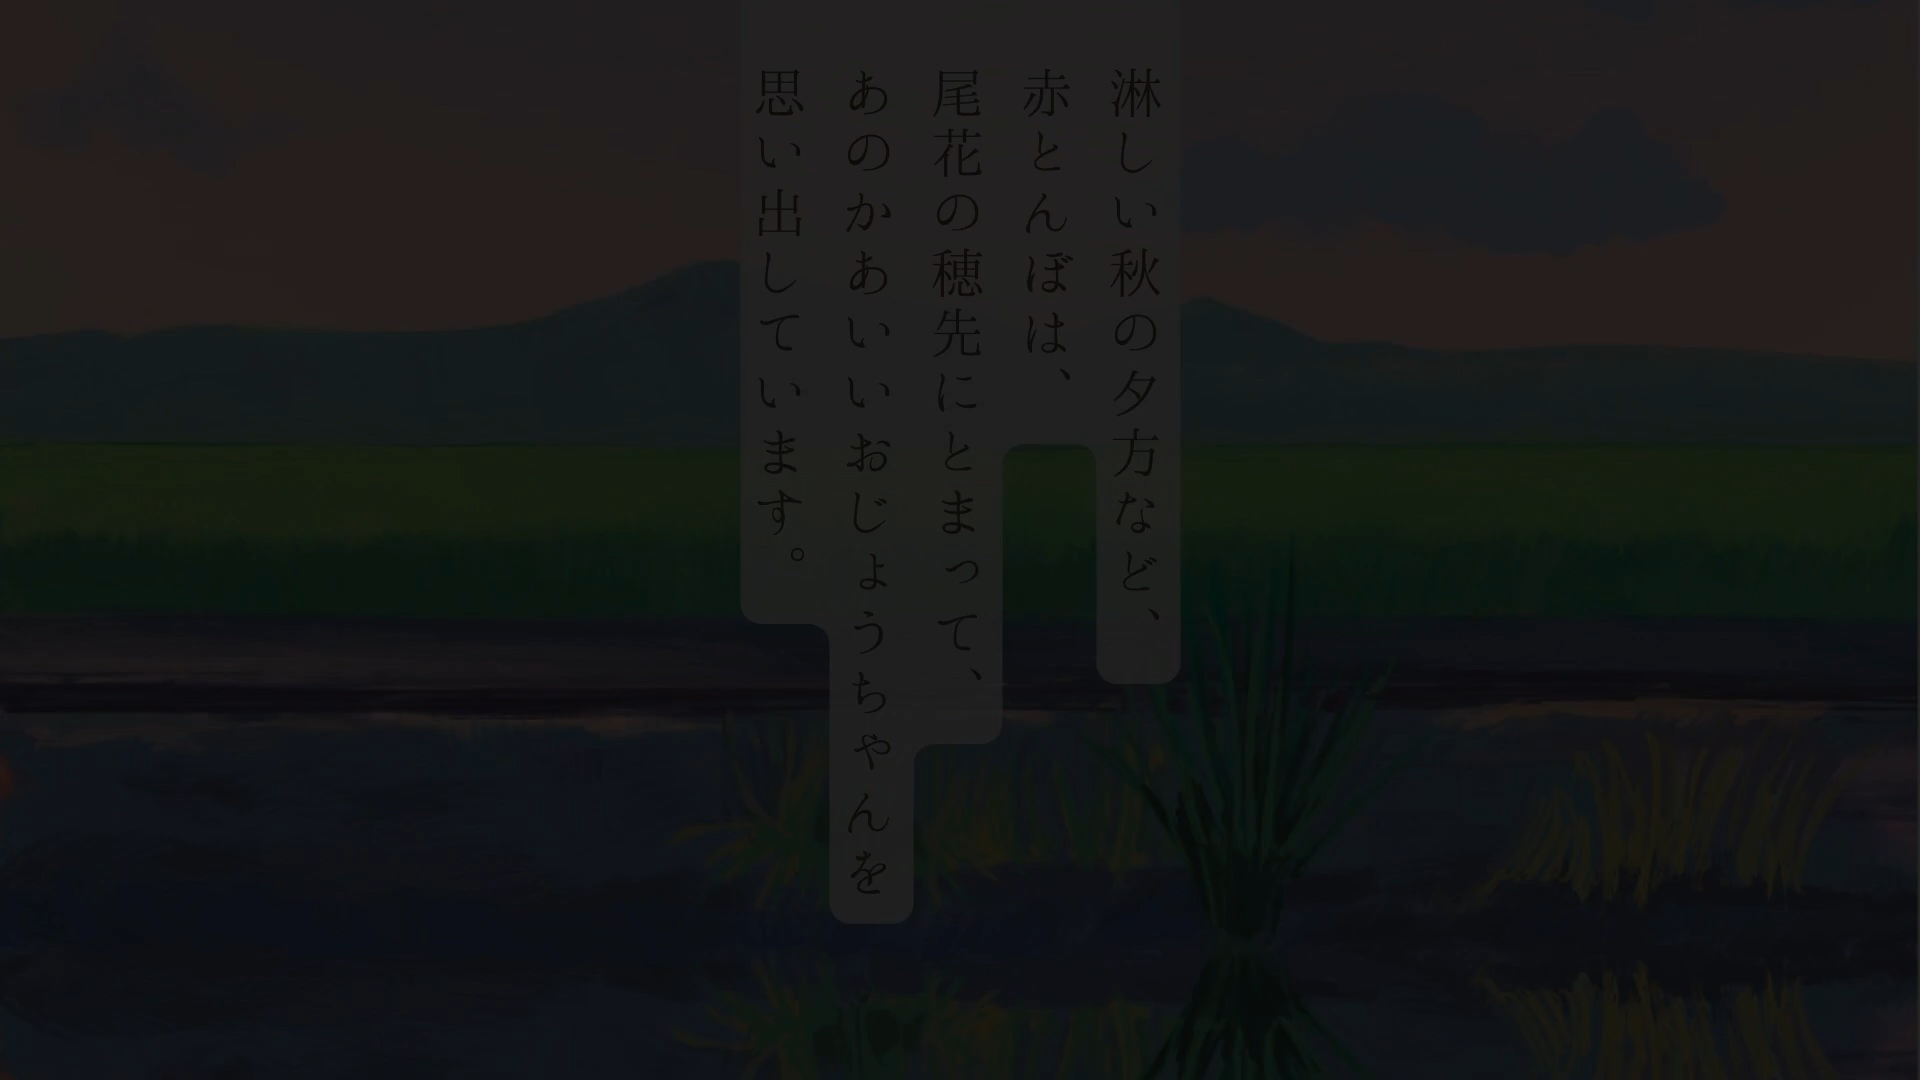 淋しい秋の夕方など、
赤とんぼは、
尾花の穂先にとまって、
あのかあいいおじょうちゃんを
思い出しています。